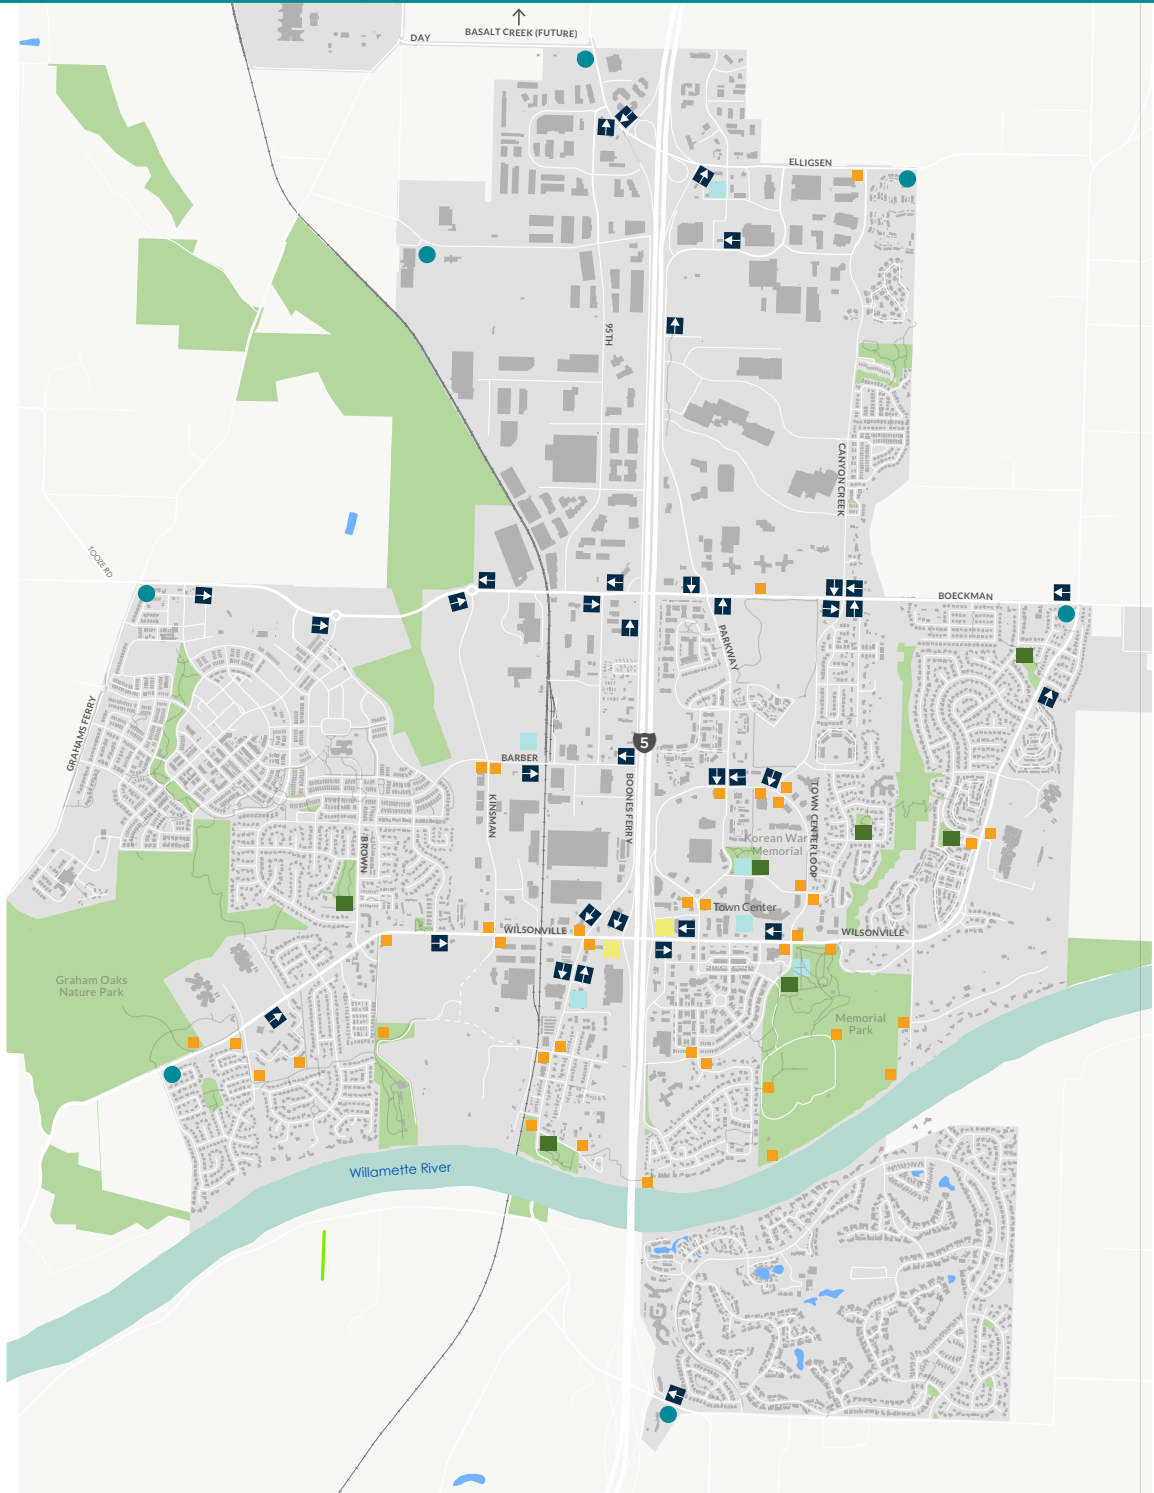 BASALT CREEK (FUTURE)
DAY
ELLIGSEN
95TH
CANYON CREEK
TOOZE RD
BOECKMAN
PARKWAY
GRAHAMS FERRY
5
BARBER
KINSMAN
BOONES FERRY
TOWN CENTER LOOP
BROWN
Korean War
Memorial
Town Center
WILSONVILLE
WILSONVILLE
Graham Oaks
Nature Park
Memorial
Park
Willamette River